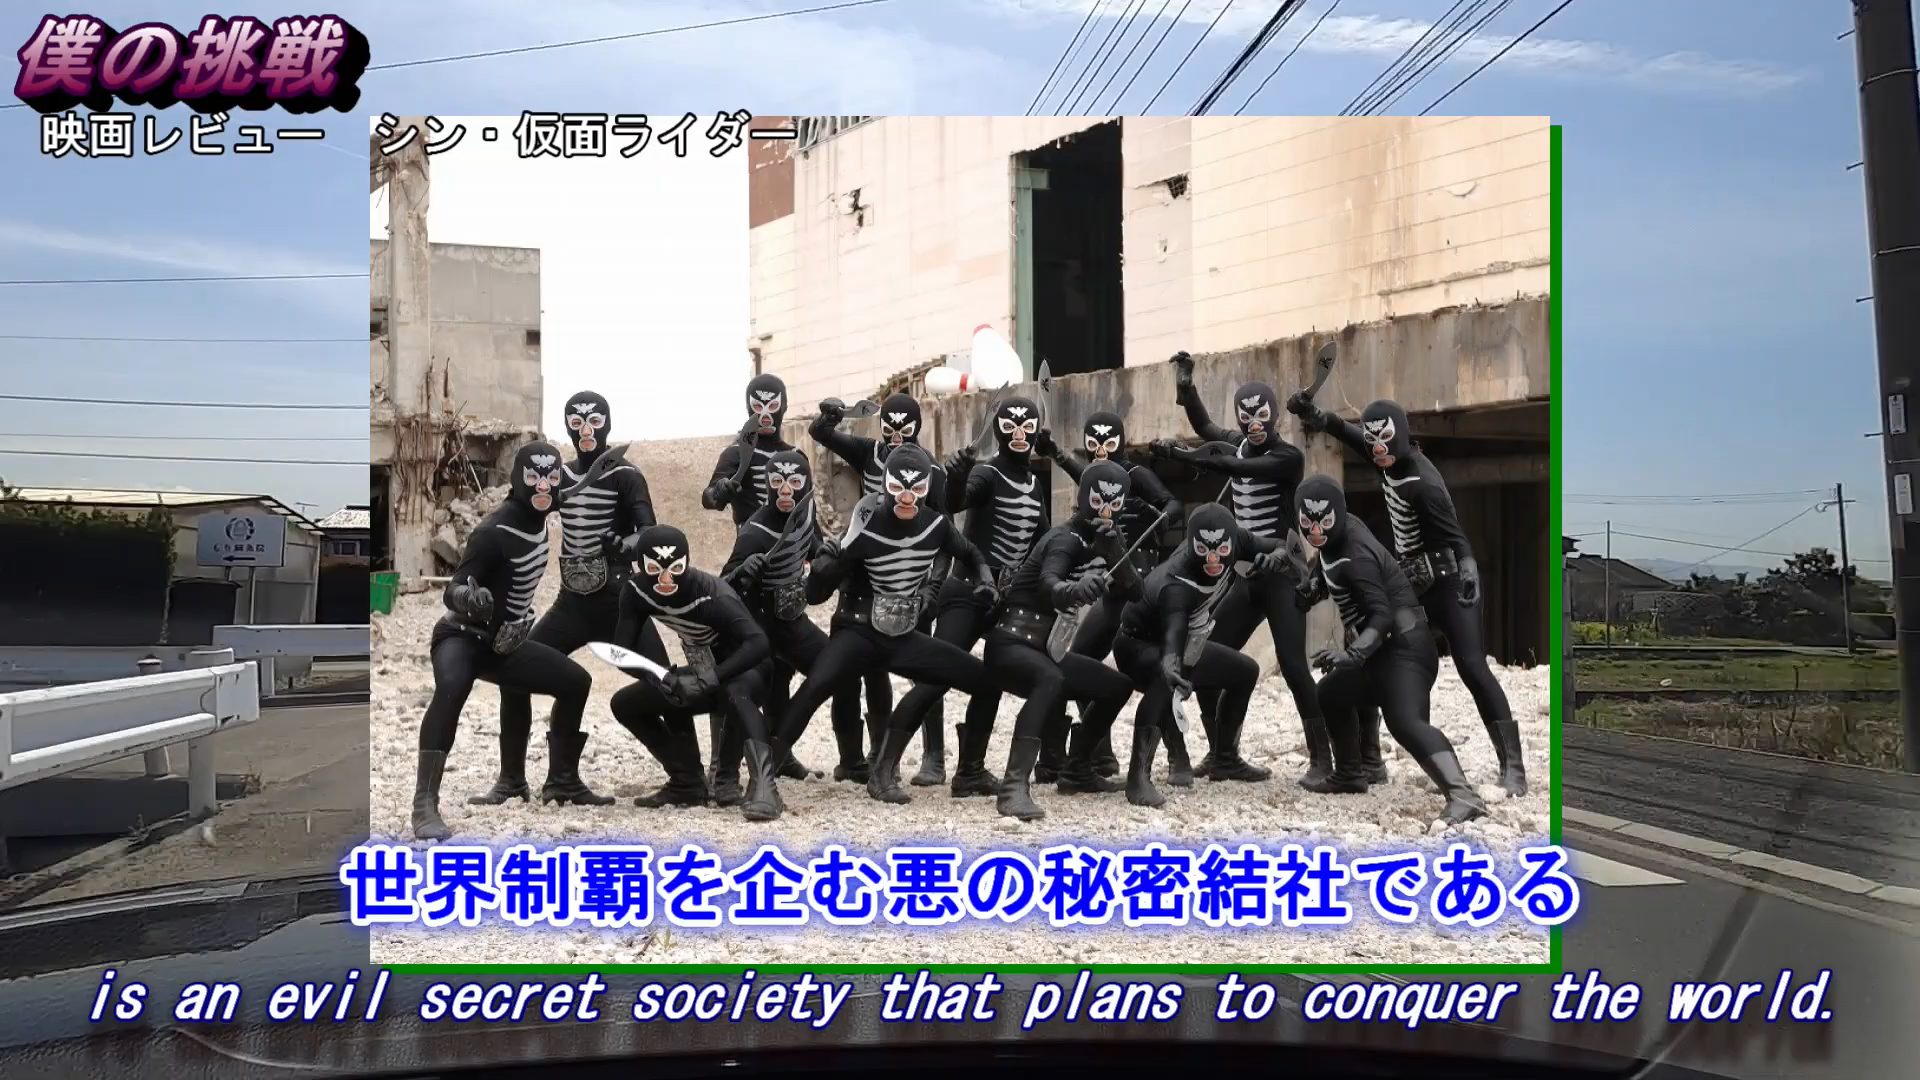 僕の挑戦
映画レビュー　シン・仮面ライダー
世界制覇を企む悪の秘密結社である
is an evil secret society that plans to conquer the world.